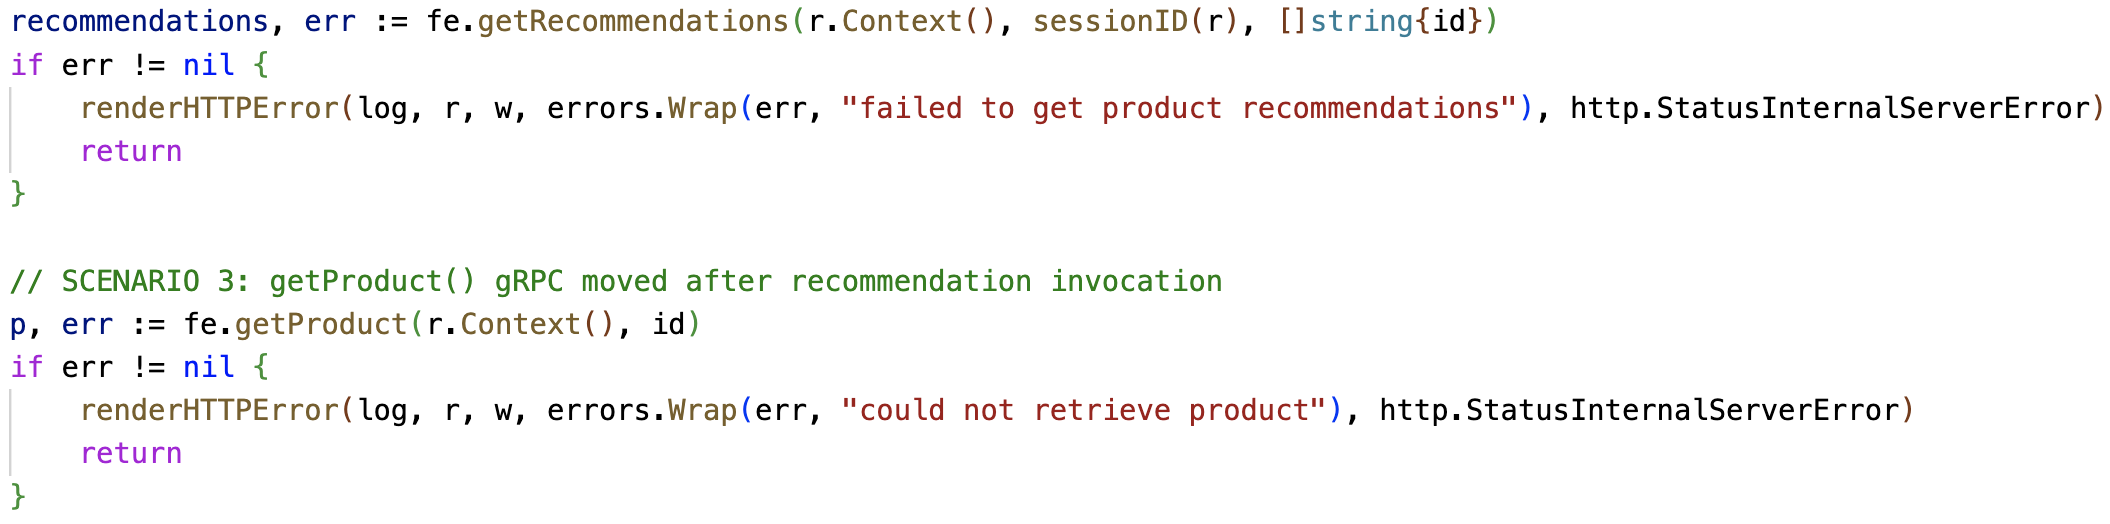 recommendations, err := fe.getRecommendations(r.Context(), sessionID(r), []string{id})
if err != nil {
    renderHTTPError(log, r, w, errors.Wrap(err, "failed to get product recommendations"), http.StatusInternalServerError)
    return
}

// SCENARIO 3: getProduct() gRPC moved after recommendation invocation
p, err := fe.getProduct(r.Context(), id)
if err != nil {
    renderHTTPError(log, r, w, errors.Wrap(err, "could not retrieve product"), http.StatusInternalServerError)
    return
}